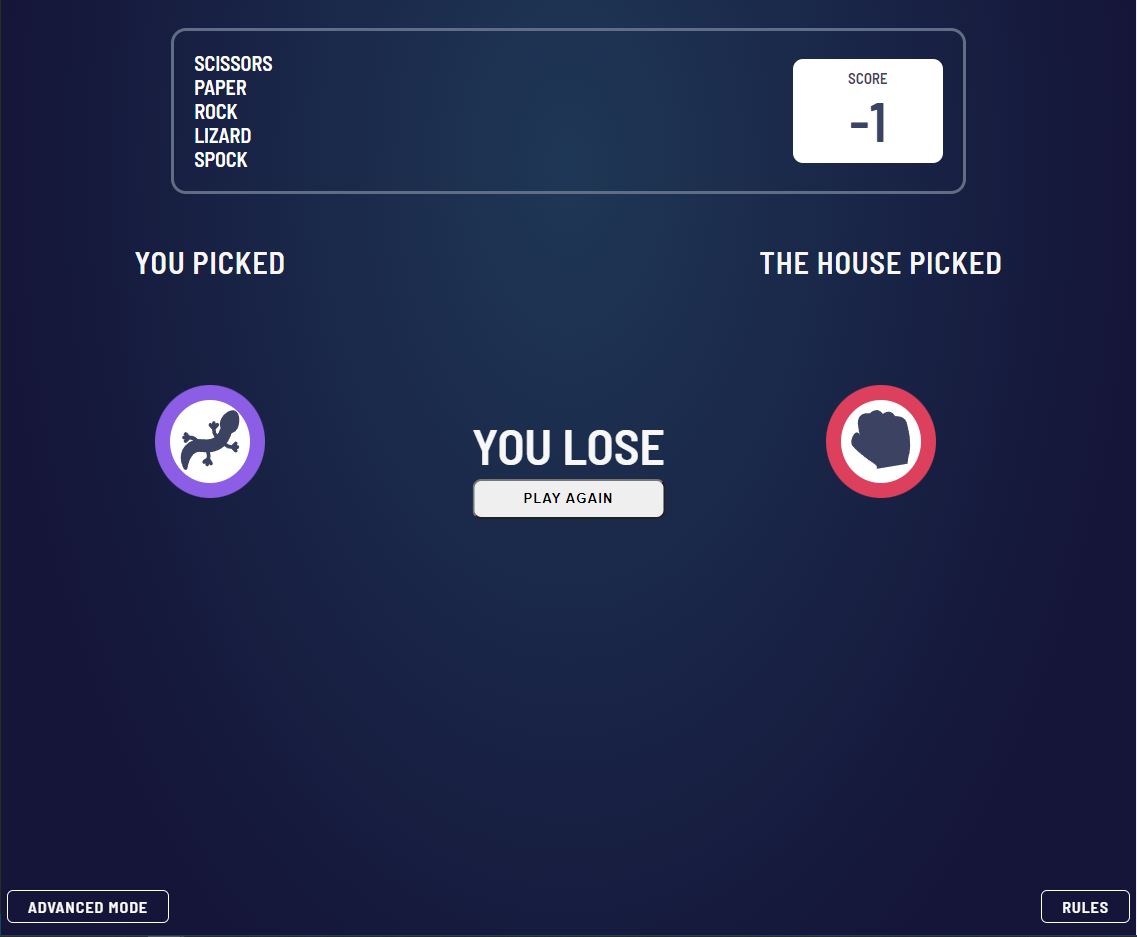 SCISSORS
PAPER
ROCK
LIZARD
SPOCK
SCORE
-1
YOU PICKED
THE HOUSE PICKED
YOU LOSE
PLAY AGAIN
ADVANCED MODE
RULES